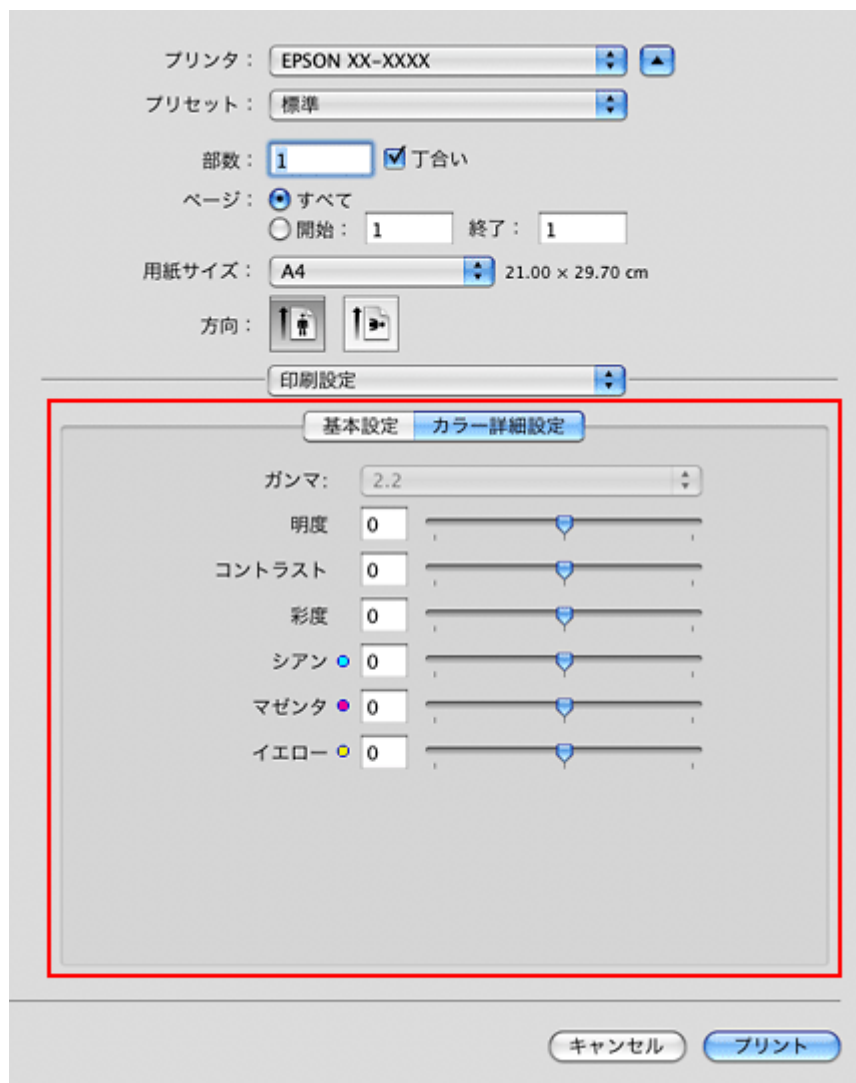 プリンタ： EPSON XX-XXXX
プリセット： 標準
部数： 1 丁合い
ページ： すべて
開始： 1 終了： 1
用紙サイズ： A4 21.00 × 29.70 cm
方向：
印刷設定
基本設定 カラー詳細設定
ガンマ: 2.2
明度 0
コントラスト 0
彩度 0
シアン 0
マゼンタ 0
イエロー 0
キャンセル プリント